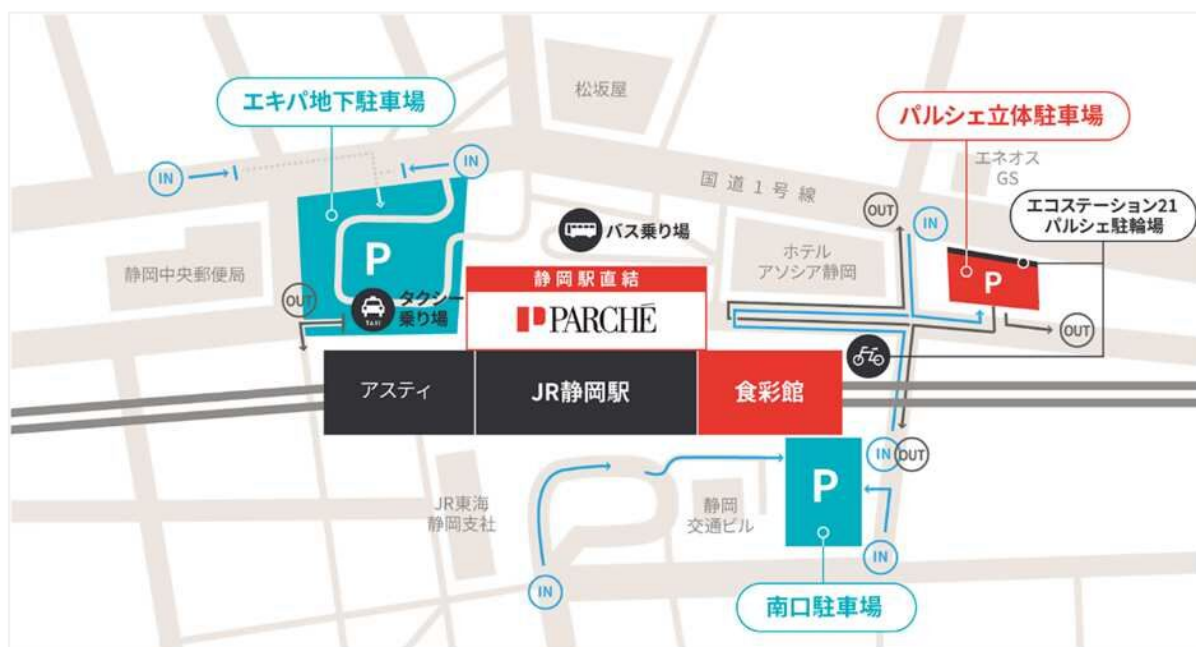 松坂屋
エキパ地下駐車場
パルシェ立体駐車場
エネオス
GS
IN
IN
国道1号線
エコステーション21
パルシェ駐輪場
OUT
IN
P
バス乗り場
静岡中央郵便局
ホテル
アソシア静岡
静岡駅直結
P
OUT
タクシー
乗り場
TAXI
PARCHE
OUT
アスティ
JR静岡駅
食彩館
IN
OUT
P
JR東海
静岡支社
静岡
交通ビル
IN
IN
南口駐車場